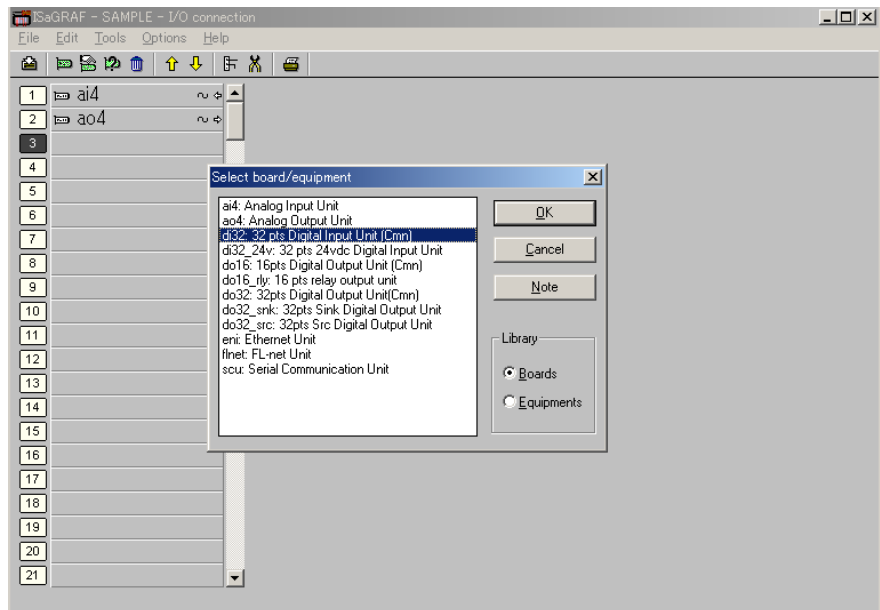 ISaGRAF - SAMPLE - I/O connection
File Edit Tools Options Help
1 ai4
2 ao4
3
4
5
6
7
8
9
10
11
12
13
14
15
16
17
18
19
20
21
Select board/equipment
ai4: Analog Input Unit
ao4: Analog Output Unit
di32: 32 pts Digital Input Unit (Cmn)
di32_24v: 32 pts 24vdc Digital Input Unit
do16: 16pts Digital Output Unit (Cmn)
do16_rly: 16 pts relay output unit
do32: 32pts Digital Output Unit(Cmn)
do32_snk: 32pts Sink Digital Output Unit
do32_src: 32pts Src Digital Output Unit
eni: Ethernet Unit
flnet: FL-net Unit
scu: Serial Communication Unit
OK
Cancel
Note
Library
Boards
Equipments